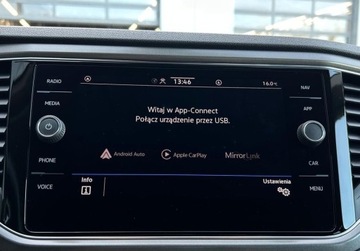 RADIO
13:46
16.0°C
NAV
MEDIA
Witaj w App-Connect
Połącz urządzenie przez USB.
APP
Android Auto
Apple CarPlay
MirrorLink
PHONE
CAR
VOICE
Info
Ustawienia
MENU